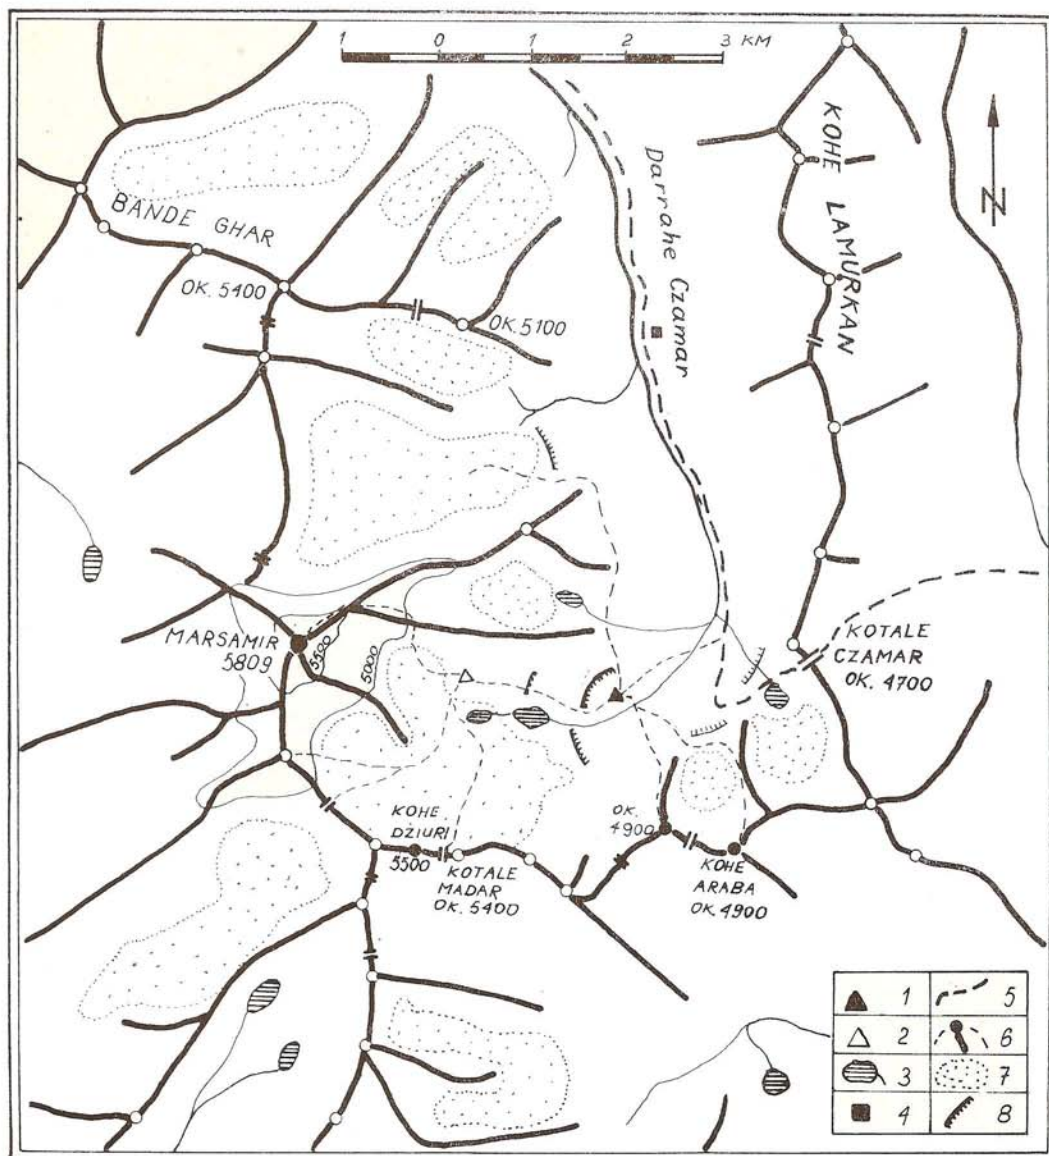 1 0 1 2 3 KM
KOHE LAMURKAN
N
Darrahe Czamar
BANDE GHAR
OK. 5400
OK. 5100
MARSAMIR
5809
5500
5000
KOTALE
CZAMAR
OK. 4700
KOHE
DZIURI
5500
KOTALE
MADAR
OK. 5400
OK.
4900
KOHE
ARABA
OK. 4900
1 5
2 6
3 7
4 8